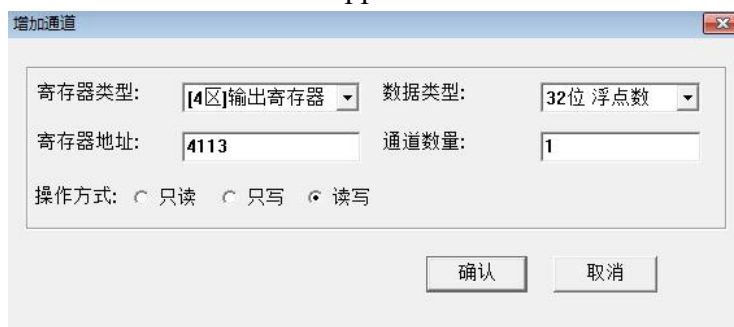 增加通道
寄存器类型: [4区]输出寄存器 数据类型: 32位 浮点数
寄存器地址: 4113 通道数量: 1
操作方式: 只读 只写 读写
确认 取消